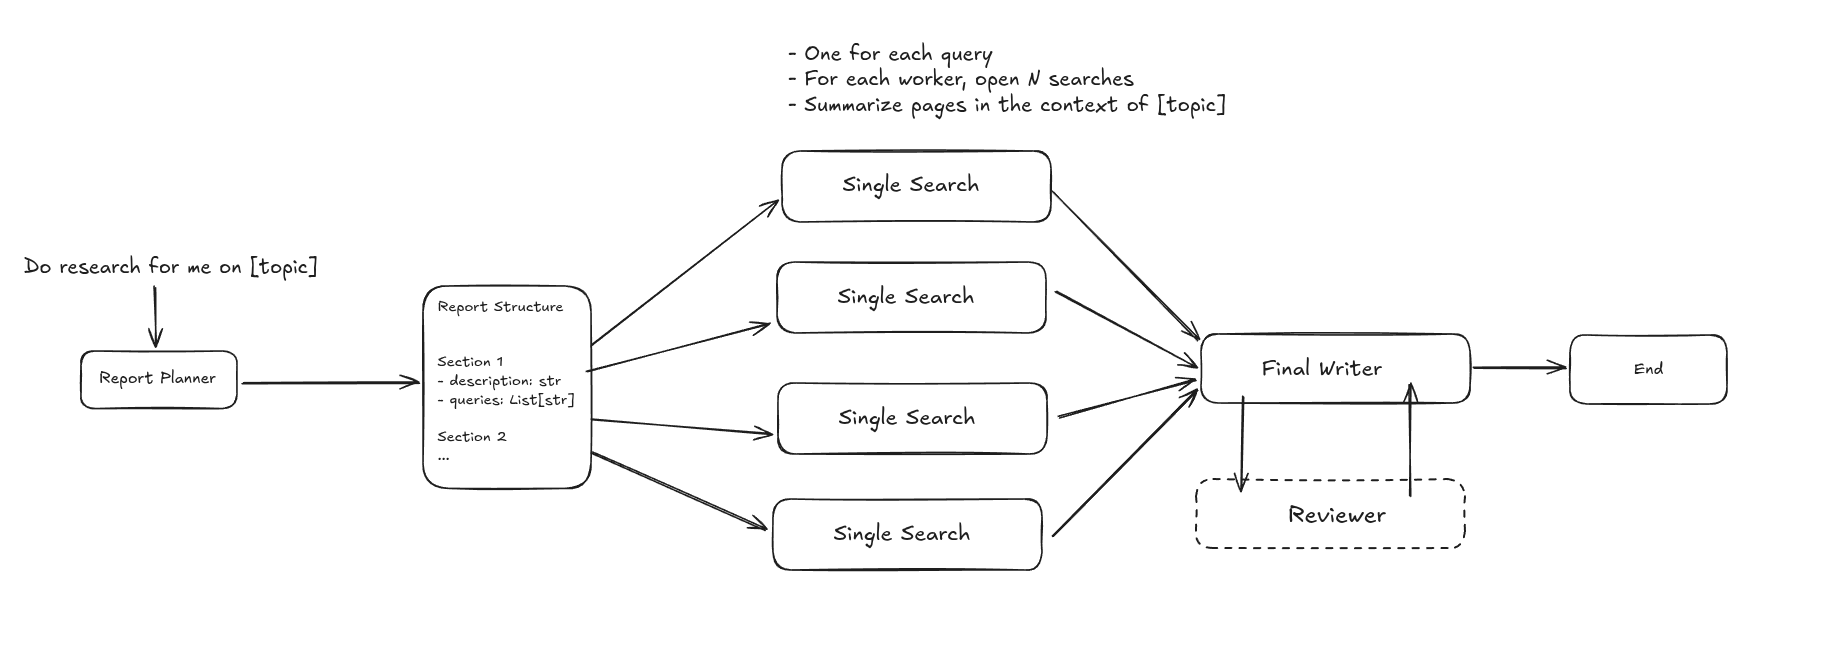 - One for each query
- For each worker, open N searches
- Summarize pages in the context of [topic]
Do research for me on [topic]
Report Planner
Report Structure
Section 1
- description: str
- queries: List[str]
Section 2
...
Single Search
Single Search
Single Search
Single Search
Final Writer
Reviewer
End